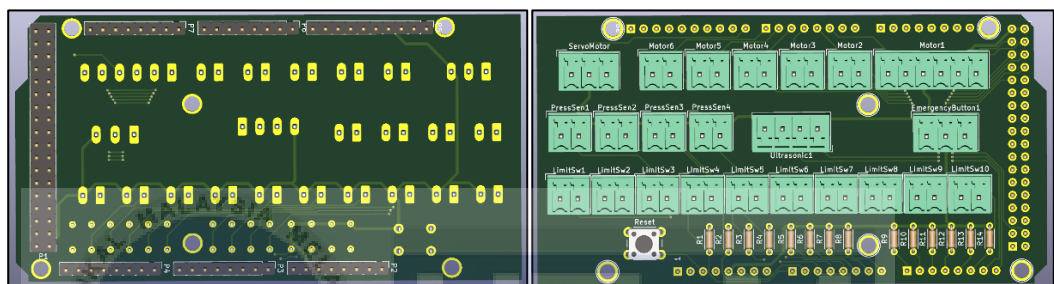 P7
P6
P1
MALAYSIA
P4
P3
P2
ServoMotor
Motor6
Motor5
Motor4
Motor3
Motor2
Motor1
PressSen1
PressSen2
PressSen3
PressSen4
Ultrasonic1
EmergencyButton1
LimitSw1
LimitSw2
LimitSw3
LimitSw4
LimitSw5
LimitSw6
LimitSw7
LimitSw8
LimitSw9
LimitSw10
Reset
R1
R2
R3
R4
R5
R6
R7
R8
R9
R10
R11
R12
R13
R14
1